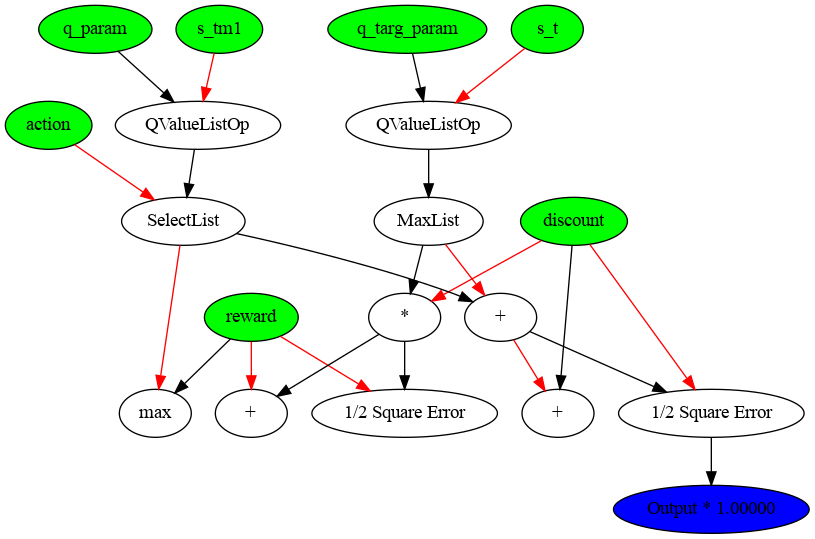 q_param
s_tm1
q_targ_param
s_t
action
QValueListOp
QValueListOp
SelectList
MaxList
discount
reward
*
+
max
+
1/2 Square Error
+
1/2 Square Error
Output * 1.00000